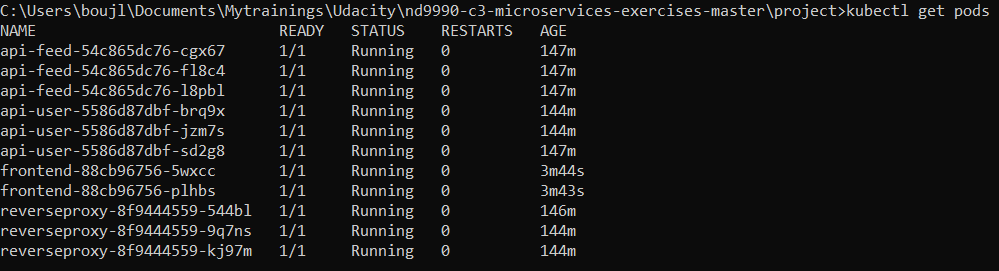 C:\Users\boujl\Documents\Mytrainings\Udacity\nd9990-c3-microservices-exercises-master\project>kubectl get pods
NAME READY STATUS RESTARTS AGE
api-feed-54c865dc76-cgx67 1/1 Running 0 147m
api-feed-54c865dc76-fl8c4 1/1 Running 0 147m
api-feed-54c865dc76-l8pbl 1/1 Running 0 147m
api-user-5586d87dbf-brq9x 1/1 Running 0 144m
api-user-5586d87dbf-jzm7s 1/1 Running 0 144m
api-user-5586d87dbf-sd2g8 1/1 Running 0 147m
frontend-88cb96756-5wxcc 1/1 Running 0 3m44s
frontend-88cb96756-plhbs 1/1 Running 0 3m43s
reverseproxy-8f9444559-544bl 1/1 Running 0 146m
reverseproxy-8f9444559-9q7ns 1/1 Running 0 144m
reverseproxy-8f9444559-kj97m 1/1 Running 0 144m